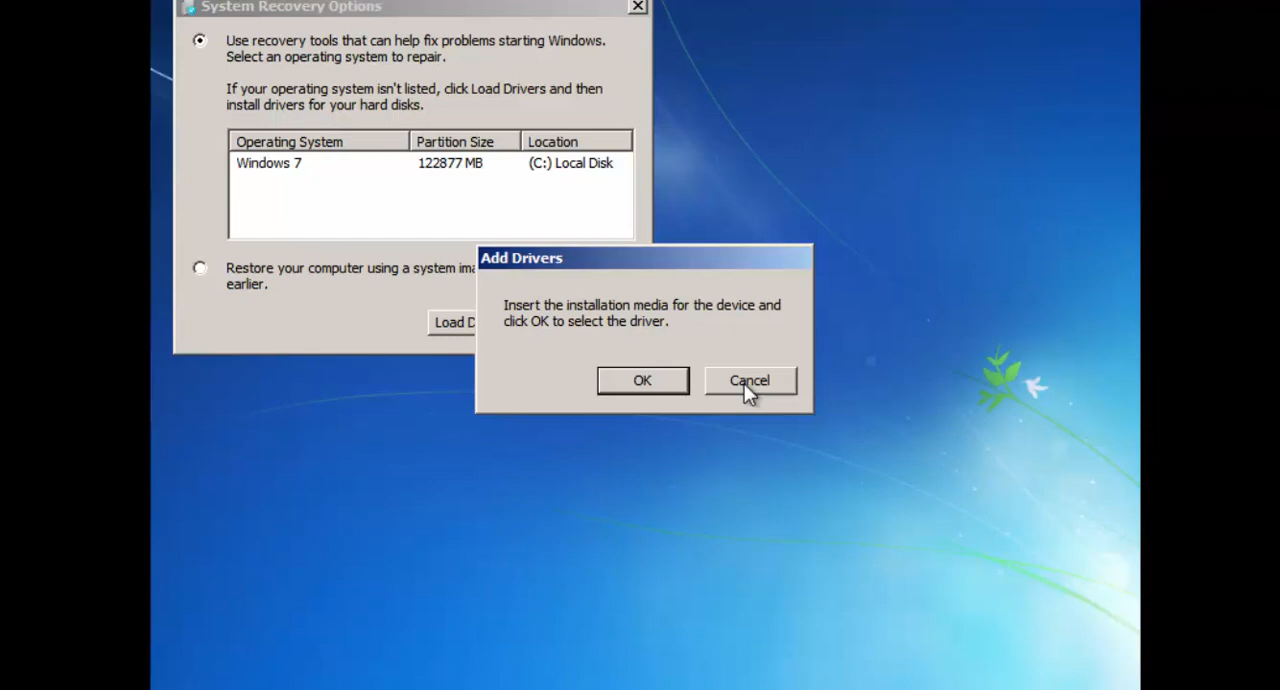 System Recovery Options
Use recovery tools that can help fix problems starting Windows.
Select an operating system to repair.
If your operating system isn't listed, click Load Drivers and then
install drivers for your hard disks.
Operating System Partition Size Location
Windows 7 122877 MB (C:) Local Disk
Restore your computer using a system
earlier.
Load
Add Drivers
Insert the installation media for the device and
click OK to select the driver.
OK Cancel